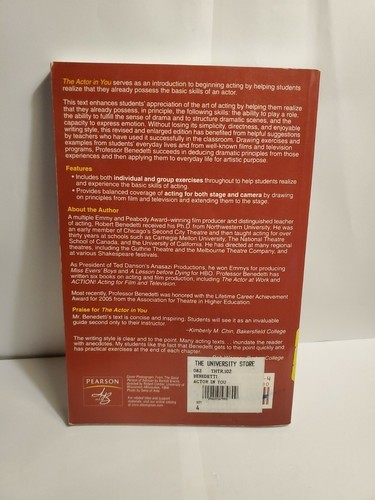 The Actor in You serves as an introduction to beginning acting by helping students
realize that they already possess the basic skills of an actor.
This text enhances students' appreciation of the art of acting by helping them realize
that they already possess, in principle, the following skills: the ability to play a role,
the ability to fulfill the sense of drama and to structure dramatic scenes, and the
capacity to express emotion. Without losing its simplicity, directness, and enjoyable
writing style, this revised and enlarged edition has benefited from helpful suggestions
by teachers who have used it successfully in the classroom. Drawing exercises and
examples from students' everyday lives and from well-known films and television
programs, Professor Benedetti succeeds in deducing dramatic principles from those
experiences and then applying them to everyday life for artistic purpose.
Features
• Includes both individual and group exercises throughout to help students realize
and experience the basic skills of acting.
• Provides balanced coverage of acting for both stage and camera by drawing
on principles from film and television and extending them to the stage.
About the Author
A multiple Emmy and Peabody Award-winning film producer and distinguished teacher
of acting, Robert Benedetti received his Ph.D. from Northwestern University. He was
an early member of Chicago's Second City Theatre and then taught acting for over
thirty years at schools such as Carnegie Mellon University, The National Theatre
School of Canada, and the University of California. He has directed at many regional
theatres, including the Guthrie Theatre and the Melbourne Theatre Company, and
at various Shakespeare festivals.
As President of Ted Danson's Anasazi Productions, he won Emmys for producing
Miss Evers' Boys and A Lesson before Dying for HBO. Professor Benedetti has
written six books on acting and film production, including The Actor at Work and
ACTION! Acting for Film and Television.
Most recently, Professor Benedetti was honored with the Lifetime Career Achievement
Award for 2005 from the Association for Theatre in Higher Education.
Praise for The Actor in You
Mr. Benedetti's text is concise and inspiring. Students will see it as an invaluable
guide second only to their instructor.
–Kimberly M. Chin, Bakersfield College
The writing style is clear and to the point. Many acting texts . . . inundate the reader
with anecdotes. My students like the fact that Benedetti gets to the point quickly and
has practical exercises at the end of each chapter.
College
THE UNIVERSITY STORE
BENEDETTI
ACTOR IN YOU
PEARSON